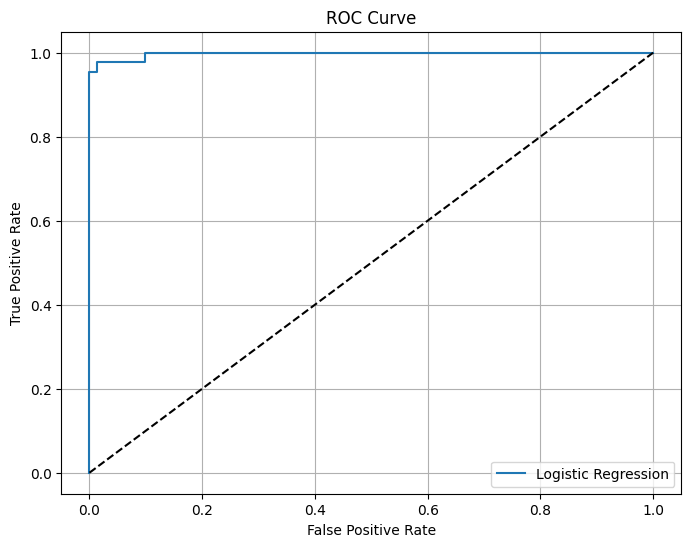 ROC Curve
1.0
0.8
0.6
0.4
0.2
0.0
True Positive Rate
0.0 0.2 0.4 0.6 0.8 1.0
False Positive Rate
Logistic Regression